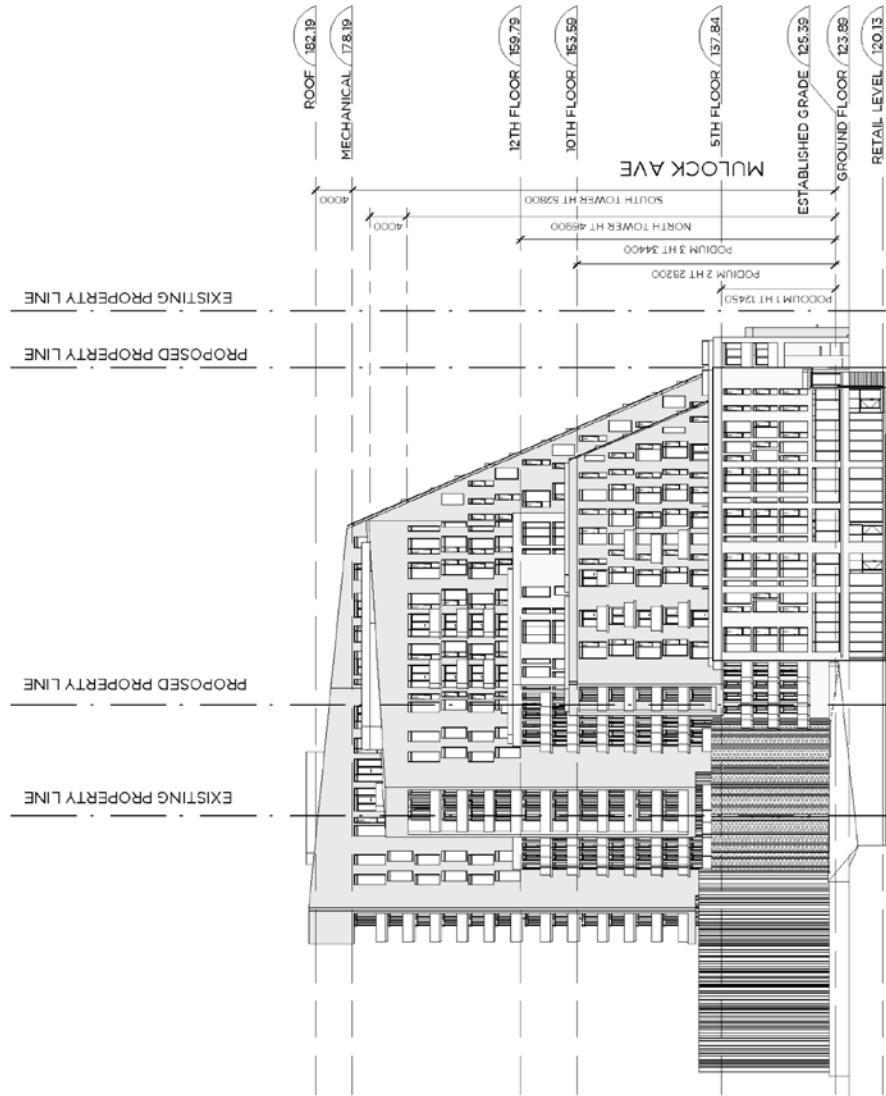 ROOF 182.19
MECHANICAL 178.19
12TH FLOOR 159.79
10TH FLOOR 153.59
5TH FLOOR 137.84
ESTABLISHED GRADE 125.39
GROUND FLOOR 123.89
RETAIL LEVEL 120.13
MULOCK AVE
4000
SOUTH TOWER HT 52800
4000
NORTH TOWER HT 46900
PODIUM 3 HT 34400
PODIUM 2 HT 28200
PODOUM 1 HT 12450
EXISTING PROPERTY LINE
PROPOSED PROPERTY LINE
PROPOSED PROPERTY LINE
EXISTING PROPERTY LINE